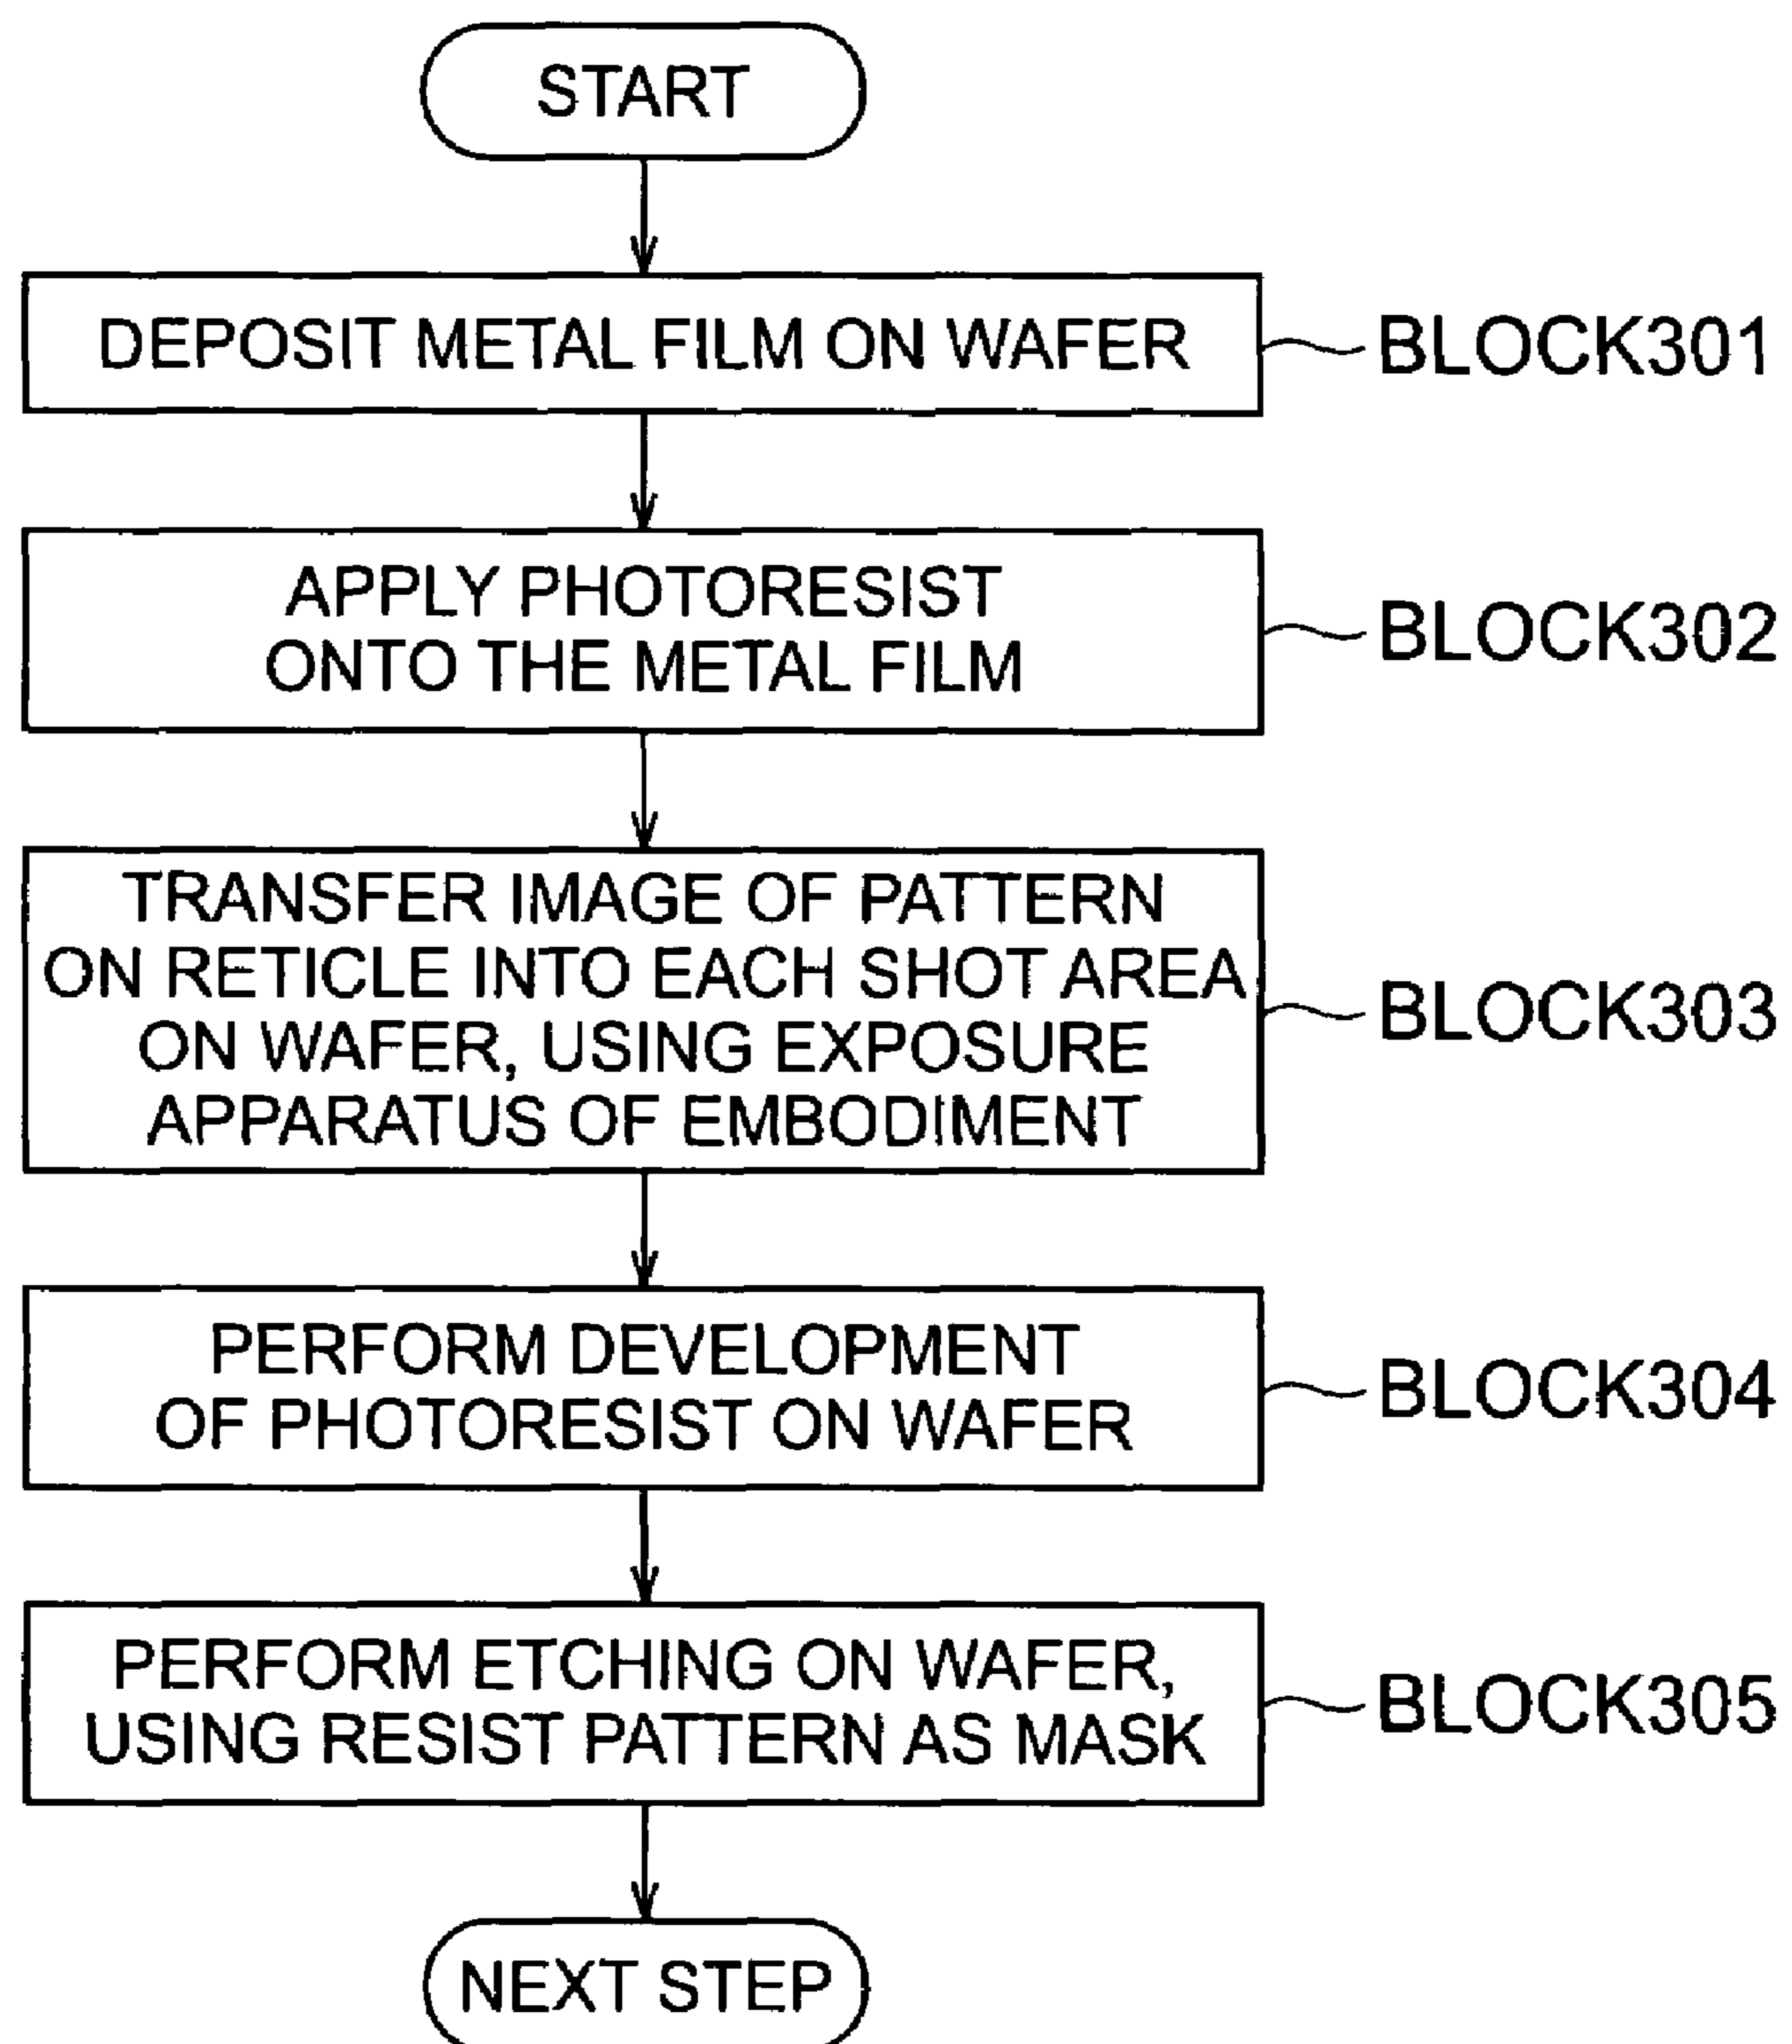 START
DEPOSIT METAL FILM ON WAFER
BLOCK301
APPLY PHOTORESIST
ONTO THE METAL FILM
BLOCK302
TRANSFER IMAGE OF PATTERN
ON RETICLE INTO EACH SHOT AREA
ON WAFER, USING EXPOSURE
APPARATUS OF EMBODIMENT
BLOCK303
PERFORM DEVELOPMENT
OF PHOTORESIST ON WAFER
BLOCK304
PERFORM ETCHING ON WAFER,
USING RESIST PATTERN AS MASK
BLOCK305
NEXT STEP